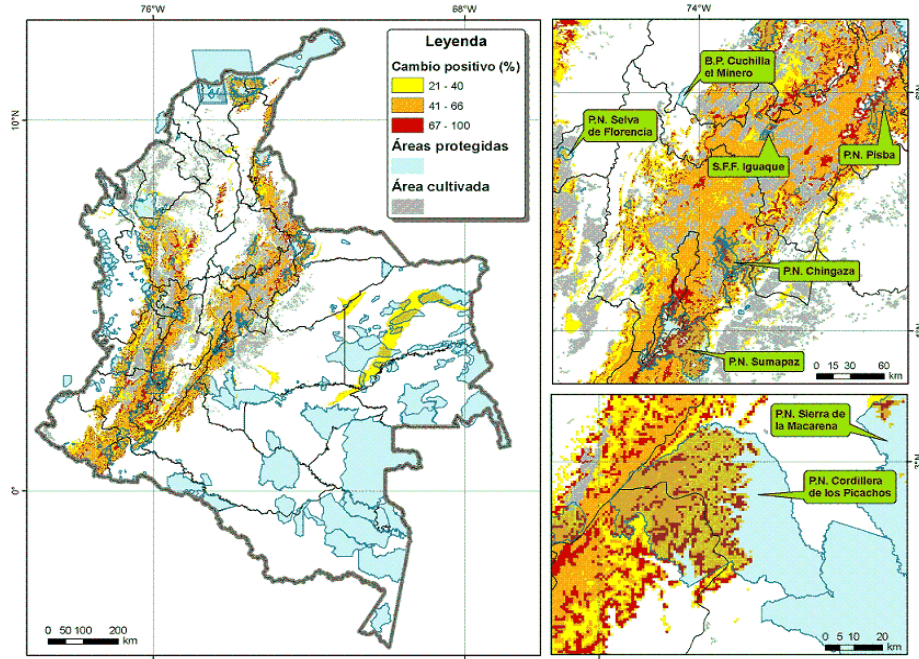 76°W
68°W
10°N
0°
Leyenda
Cambio positivo (%)
21 - 40
41 - 66
67 - 100
Áreas protegidas
Área cultivada
0 50 100 200
km
74°W
B.P. Cuchilla
el Minero
P.N. Selva
de Florencia
S.F.F. Iguaque
P.N. Pisba
P.N. Chingaza
P.N. Sumapaz
0 15 30 60
km
P.N. Sierra de
la Macarena
3°N
P.N. Cordillera
de los Picachos
0 5 10 20
km